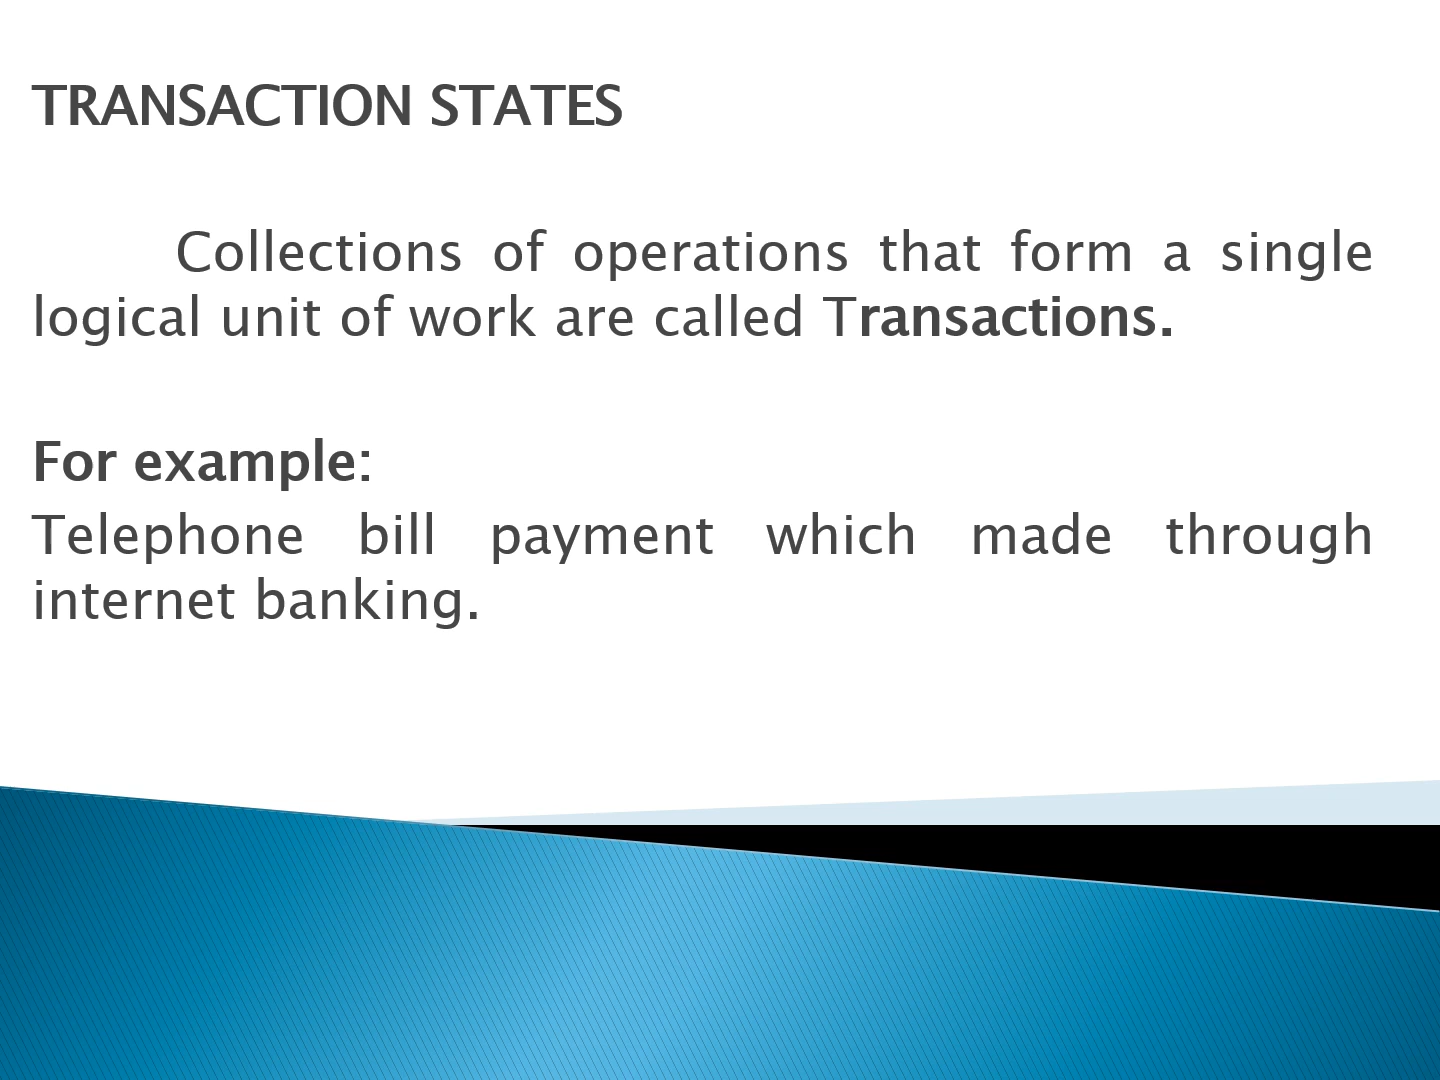 TRANSACTION STATES
Collections of operations that form a single
logical unit of work are called Transactions.
For example:
Telephone bill payment which made through
internet banking.